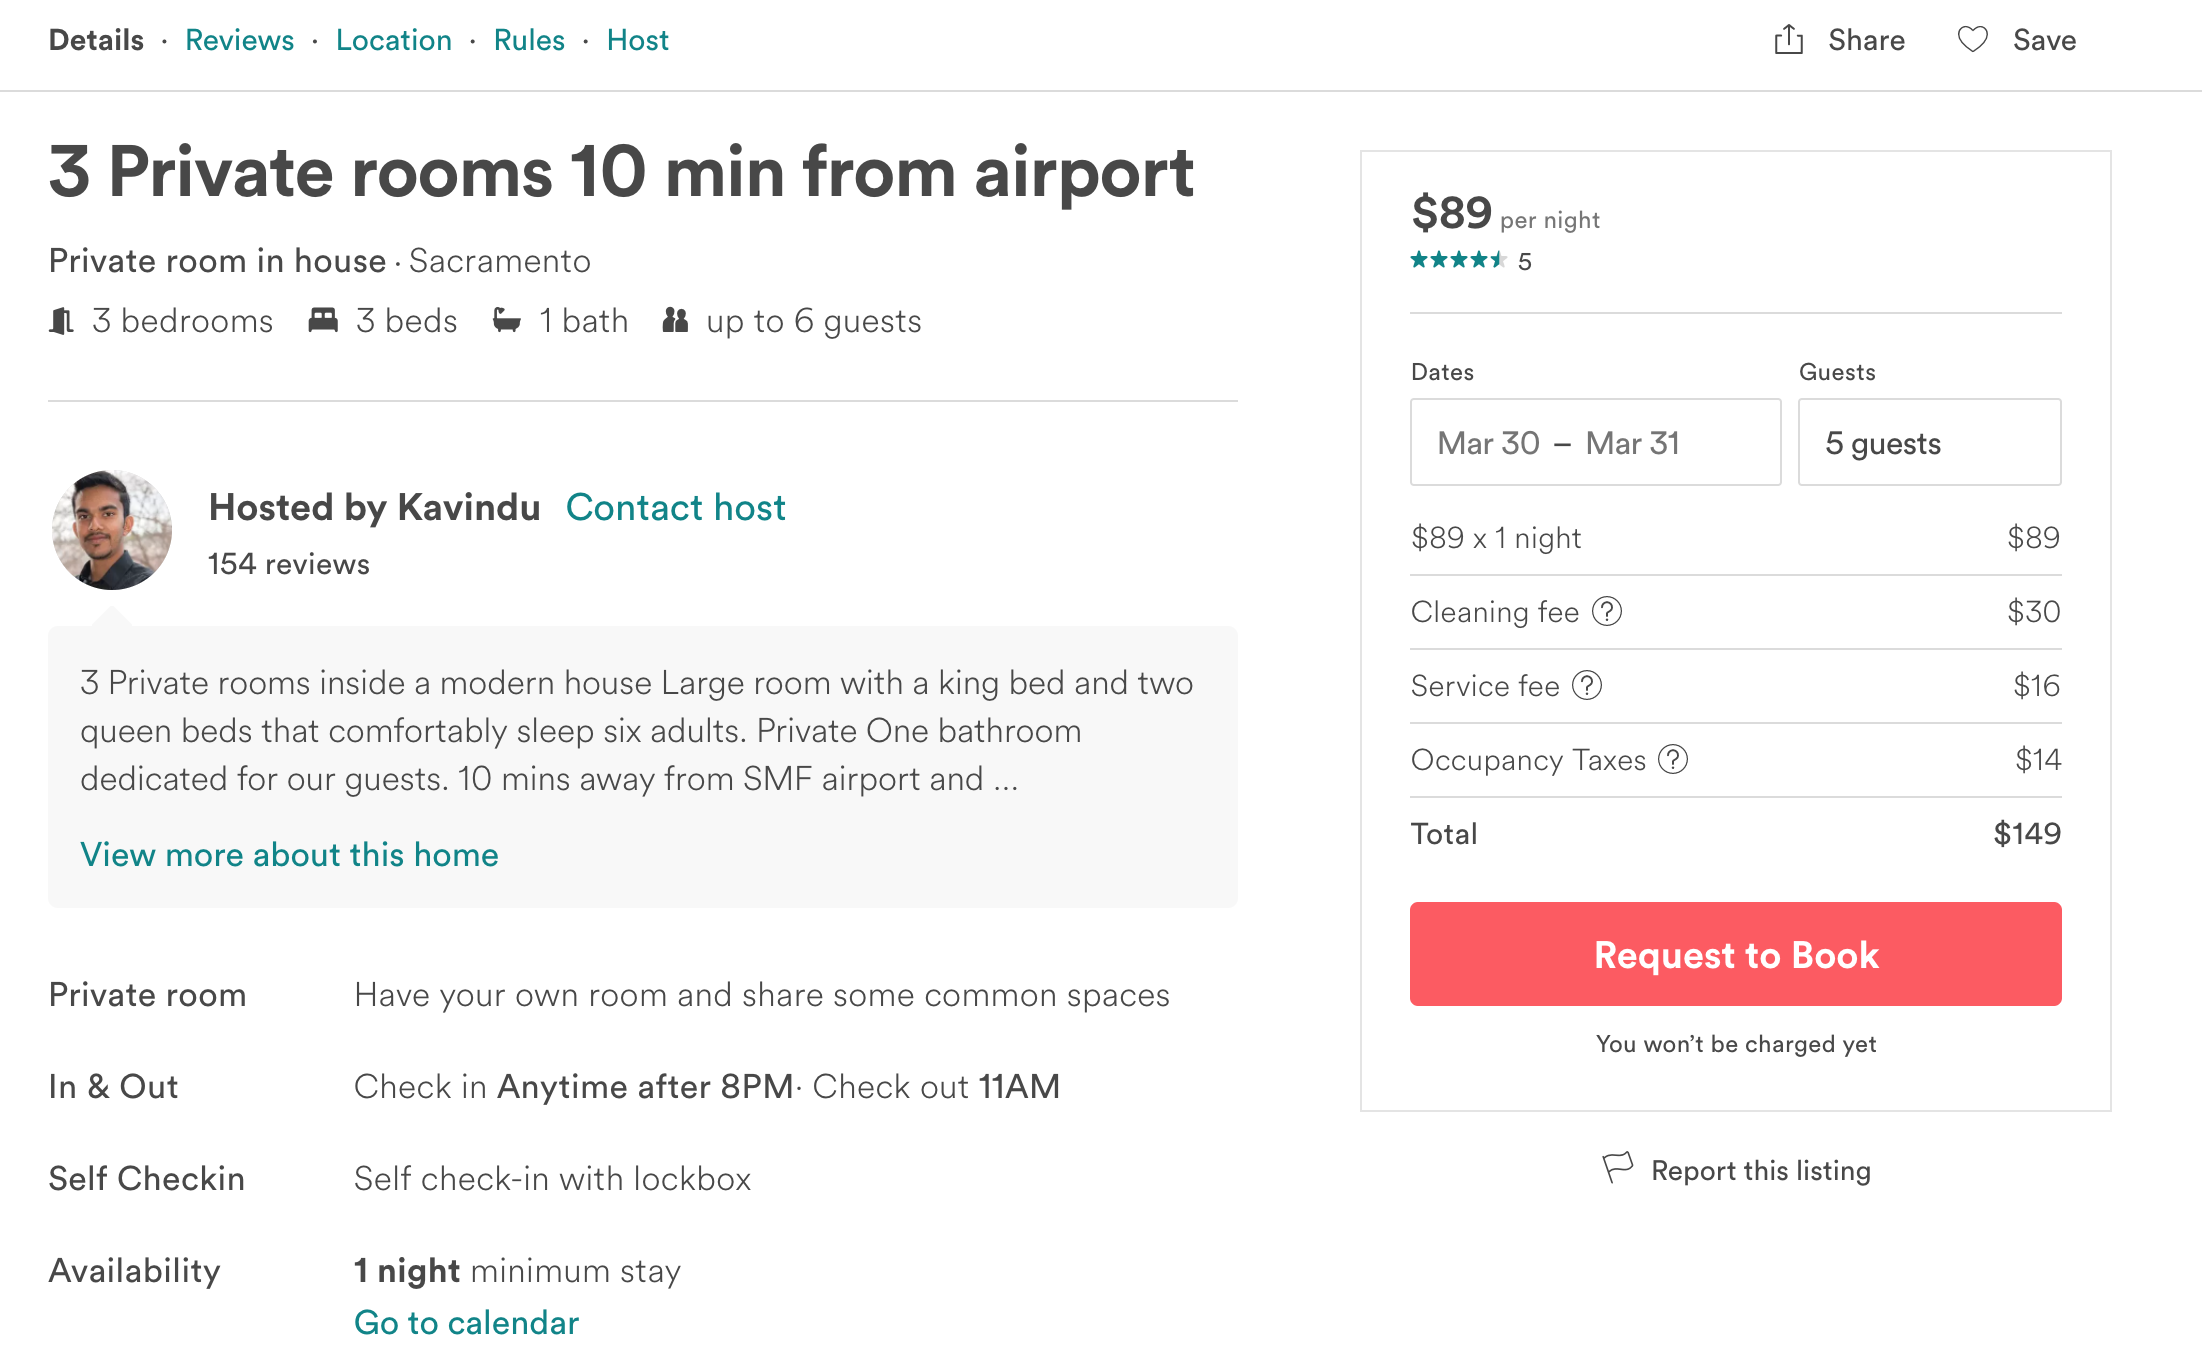 Details · Reviews · Location · Rules · Host
Share Save
3 Private rooms 10 min from airport
Private room in house · Sacramento
3 bedrooms 3 beds 1 bath up to 6 guests
Hosted by Kavindu Contact host
154 reviews
3 Private rooms inside a modern house Large room with a king bed and two
queen beds that comfortably sleep six adults. Private One bathroom
dedicated for our guests. 10 mins away from SMF airport and ...
View more about this home
Private room Have your own room and share some common spaces
In & Out Check in Anytime after 8PM· Check out 11AM
Self Checkin Self check-in with lockbox
Availability 1 night minimum stay
Go to calendar
$89 per night
5
Dates Guests
Mar 30 – Mar 31 5 guests
$89 x 1 night $89
Cleaning fee ? $30
Service fee ? $16
Occupancy Taxes ? $14
Total $149
Request to Book
You won’t be charged yet
Report this listing